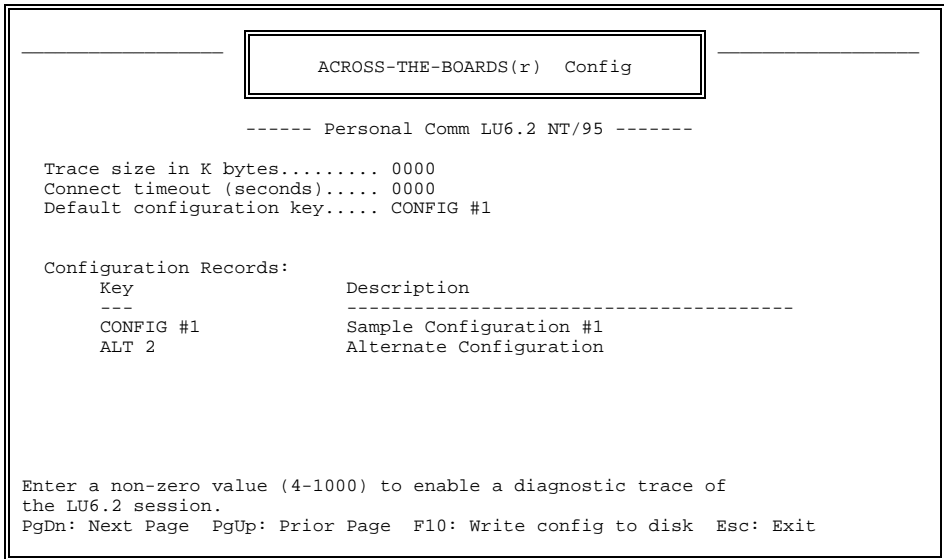 ACROSS-THE-BOARDS(r) Config
------ Personal Comm LU6.2 NT/95 -------
Trace size in K bytes......... 0000
Connect timeout (seconds)..... 0000
Default configuration key..... CONFIG #1
Configuration Records:
Key Description
--- ----------------------------------------
CONFIG #1 Sample Configuration #1
ALT 2 Alternate Configuration
Enter a non-zero value (4-1000) to enable a diagnostic trace of
the LU6.2 session.
PgDn: Next Page PgUp: Prior Page F10: Write config to disk Esc: Exit